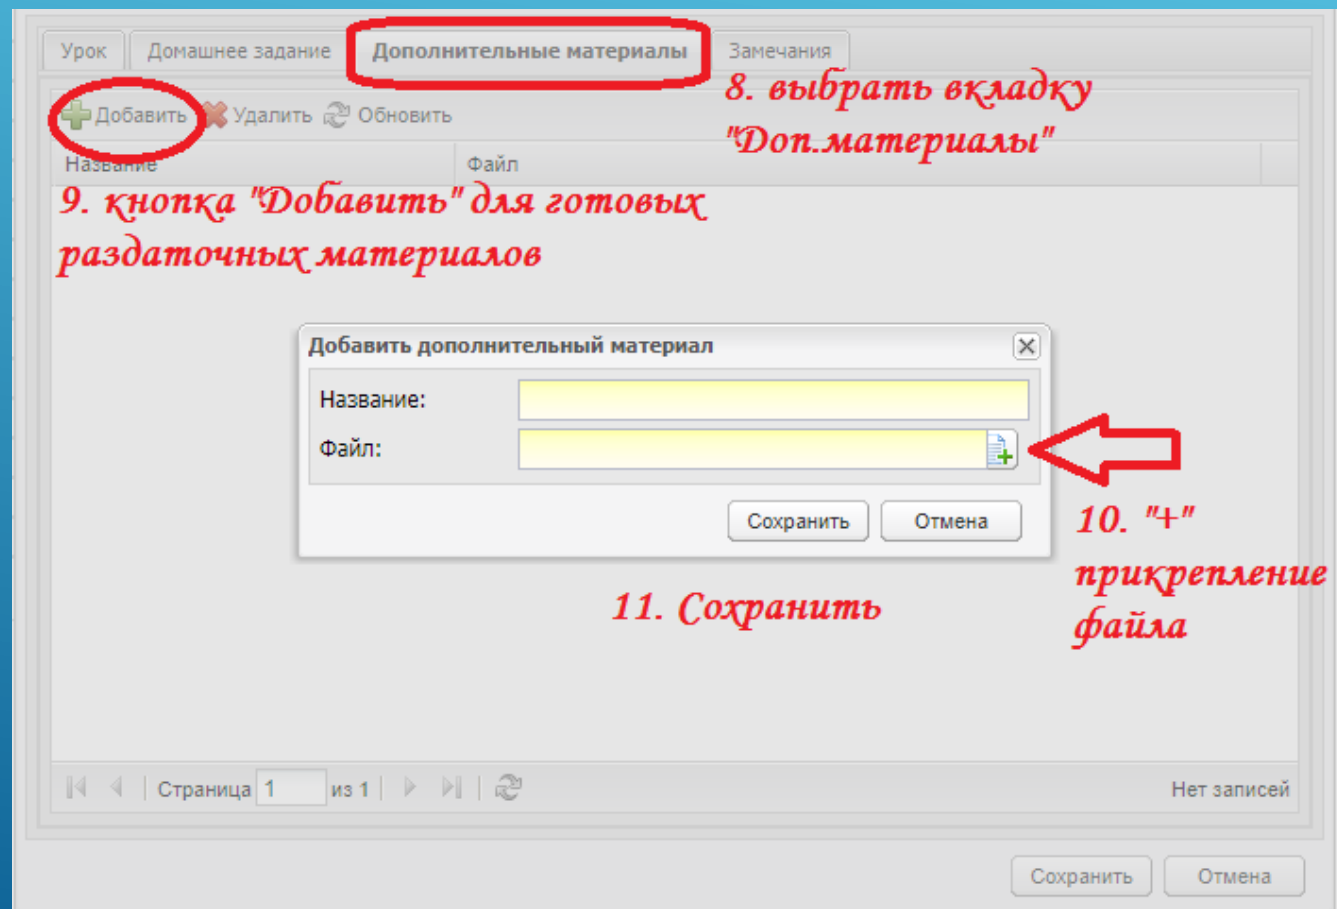 Урок Домашнее задание Дополнительные материалы Замечания
8. выбрать вкладку
"Доп.материалы"
Добавить Удалить Обновить
Название Файл
9. кнопка "Добавить" для готовых
раздаточных материалов
Добавить дополнительный материал
Название:
Файл:
Сохранить Отмена
10. "+"
прикрепление
файла
11. Сохранить
Страница 1 из 1 Нет записей
Сохранить Отмена